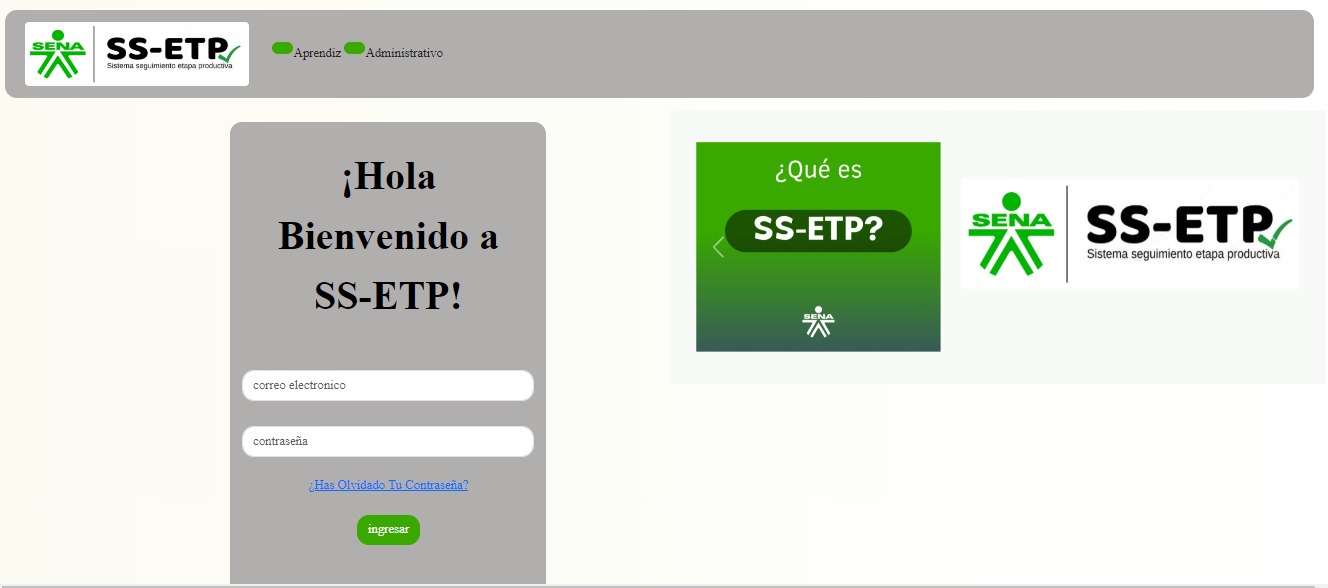 SENA
SS-ETP
Sistema seguimiento etapa productiva
Aprendiz
Administrativo
¡Hola
Bienvenido a
SS-ETP!
correo electronico
contraseña
¿Has Olvidado Tu Contraseña?
ingresar
¿Qué es
SS-ETP?
SENA
SENA
SS-ETP
Sistema seguimiento etapa productiva